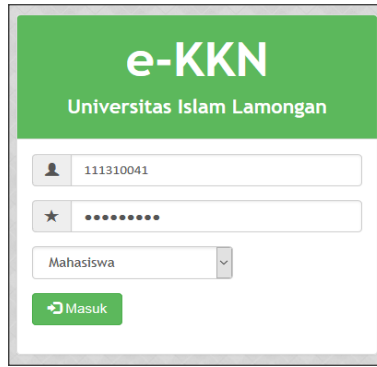 e-KKN
Universitas Islam Lamongan
111310041
•••••••••
Mahasiswa
Masuk